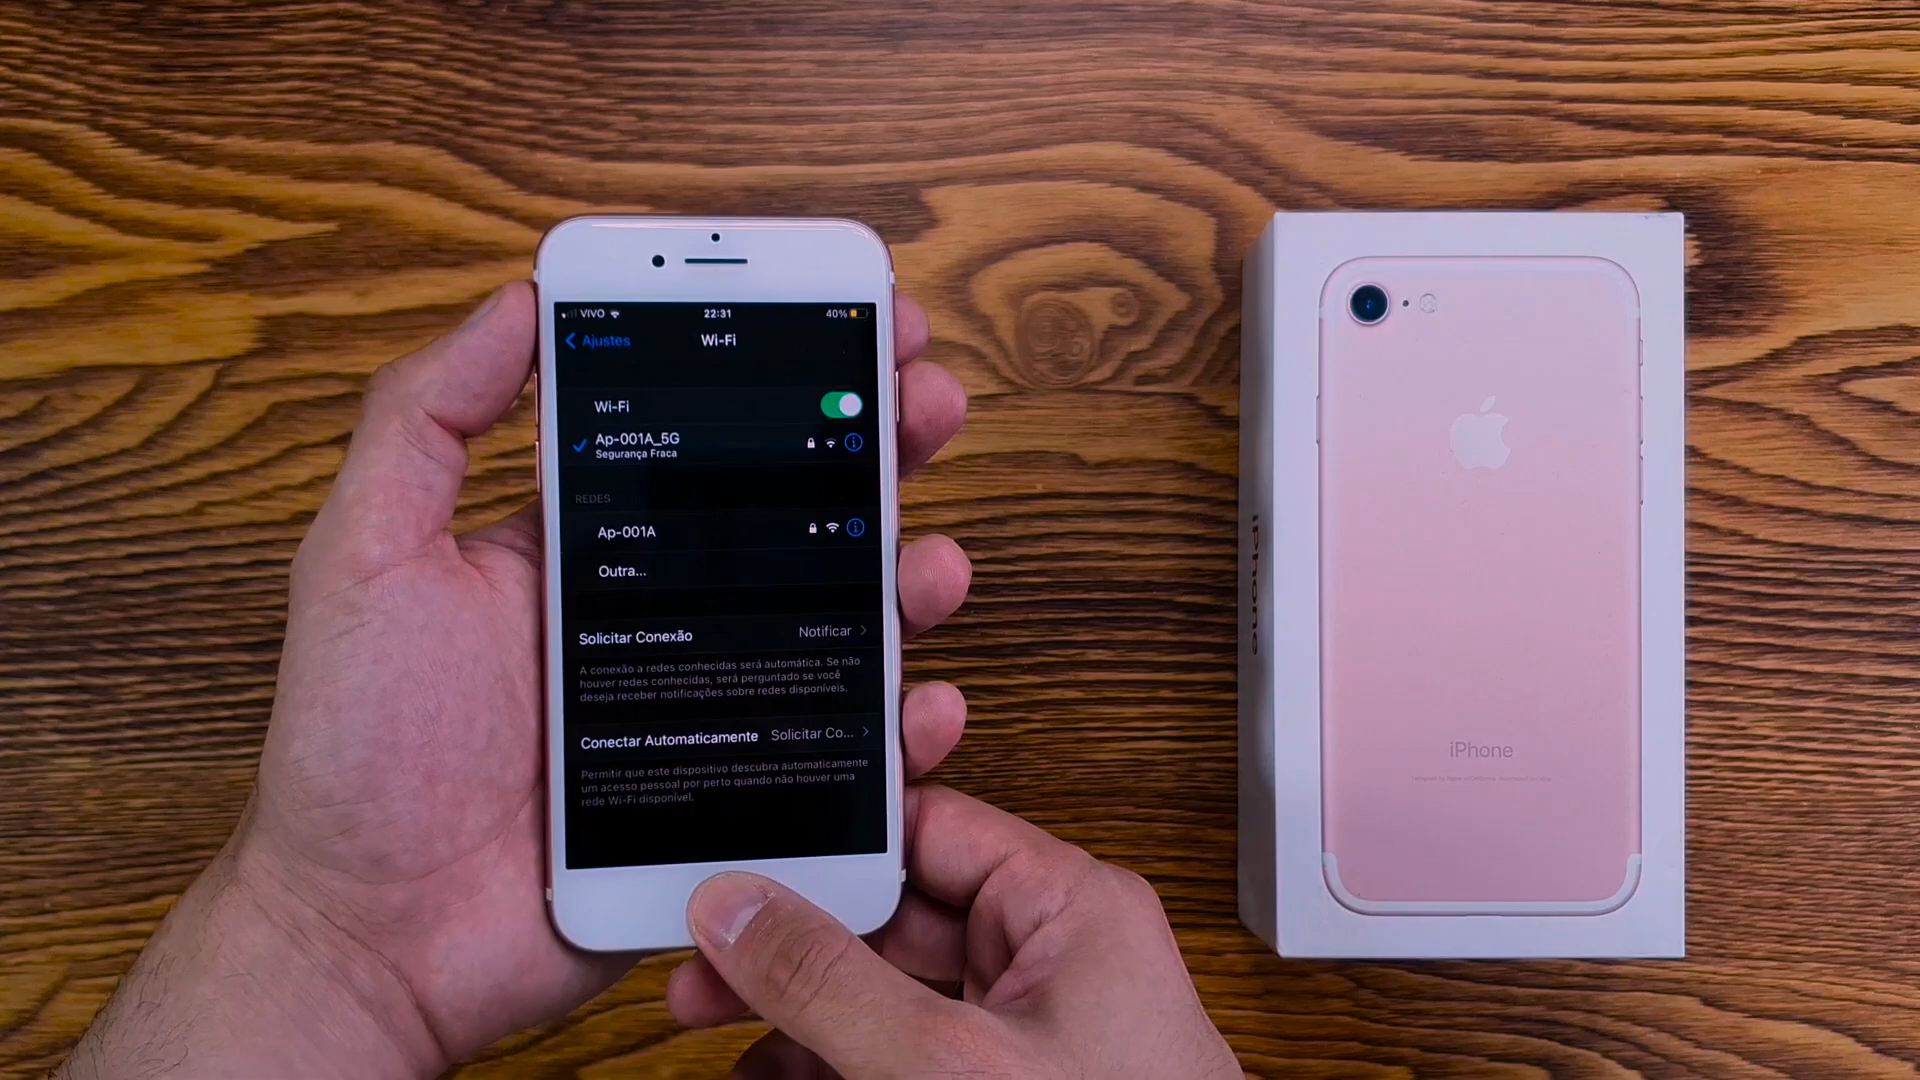 VIVO 22:31 40%
Ajustes Wi-Fi
Wi-Fi
Ap-001A_5G
Segurança Fraca
REDES
Ap-001A
Outra...
Solicitar Conexão Notificar
A conexão a redes conhecidas será automática. Se não
houver redes conhecidas, será perguntado se você
deseja receber notificações sobre redes disponíveis.
Conectar Automaticamente Solicitar Co...
Permitir que este dispositivo descubra automaticamente
um acesso pessoal por perto quando não houver uma
rede Wi-Fi disponível.
iPhone
iPhone